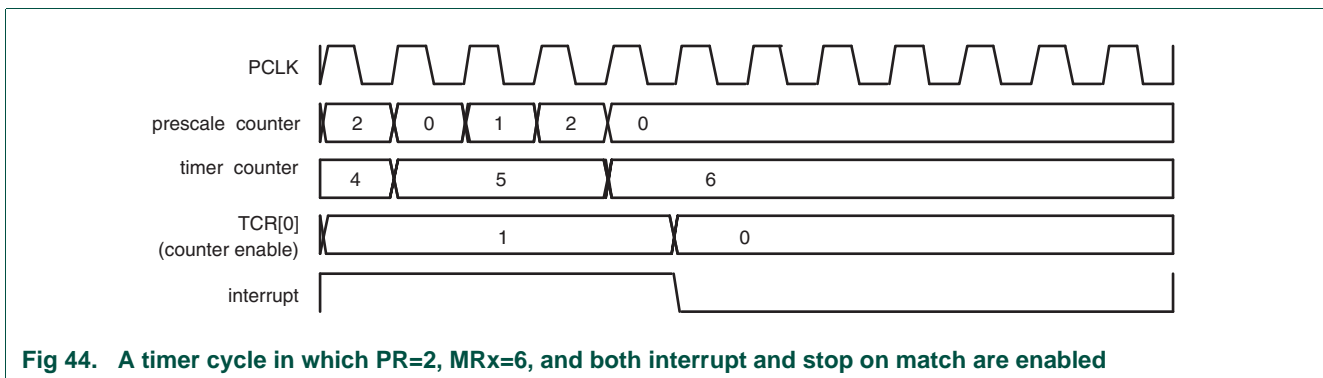 PCLK
prescale counter
2 0 1 2 0
timer counter
4 5 6
TCR[0]
(counter enable)
1 0
interrupt
Fig 44. A timer cycle in which PR=2, MRx=6, and both interrupt and stop on match are enabled